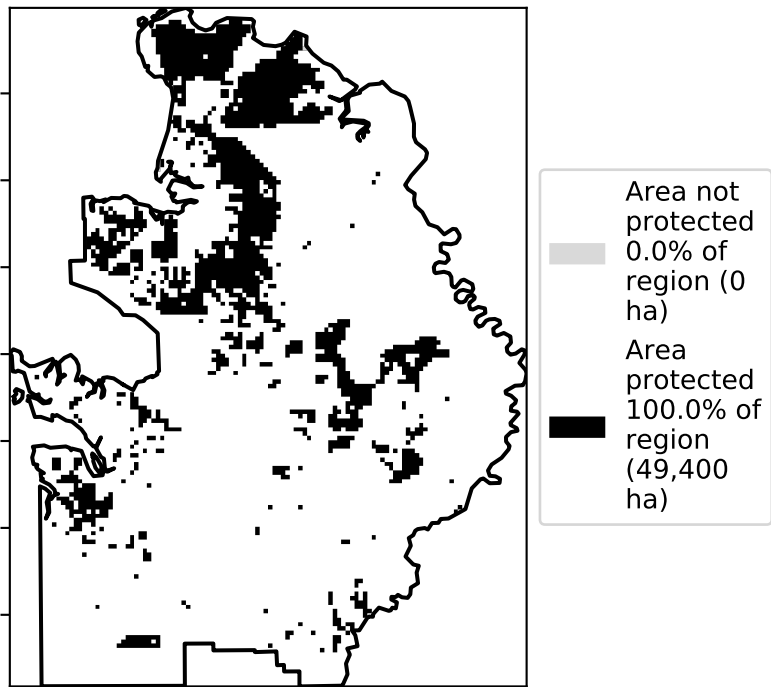 Area not
protected
0.0% of
region (0
ha)
Area
protected
100.0% of
region
(49,400
ha)